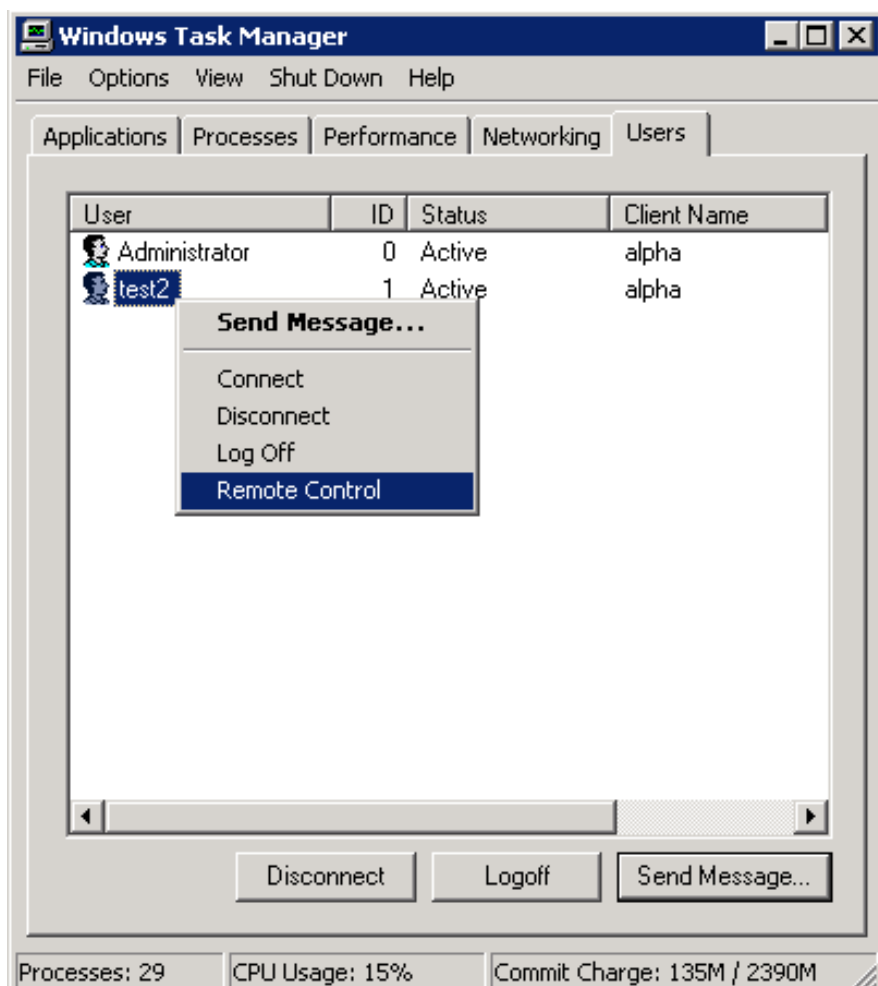 Windows Task Manager
File Options View Shut Down Help
Applications Processes Performance Networking Users
User ID Status Client Name
Administrator 0 Active alpha
test2 1 Active alpha
Send Message...
Connect
Disconnect
Log Off
Remote Control
Disconnect Logoff Send Message...
Processes: 29 CPU Usage: 15% Commit Charge: 135M / 2390M